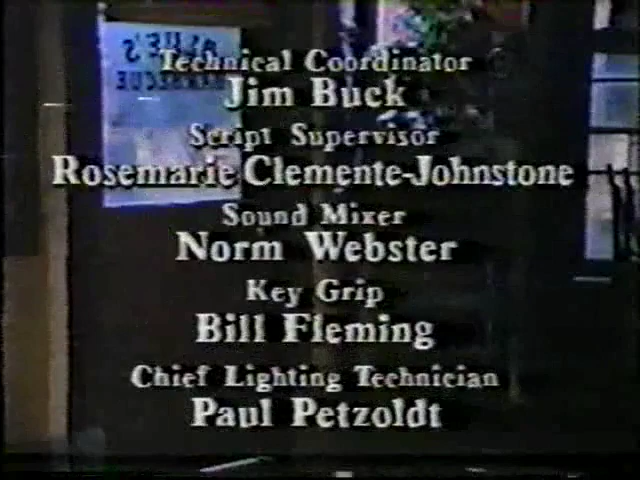 Technical Coordinator
Jim Buck
Script Supervisor
Rosemarie Clemente-Johnstone
Sound Mixer
Norm Webster
Key Grip
Bill Fleming
Chief Lighting Technician
Paul Petzoldt